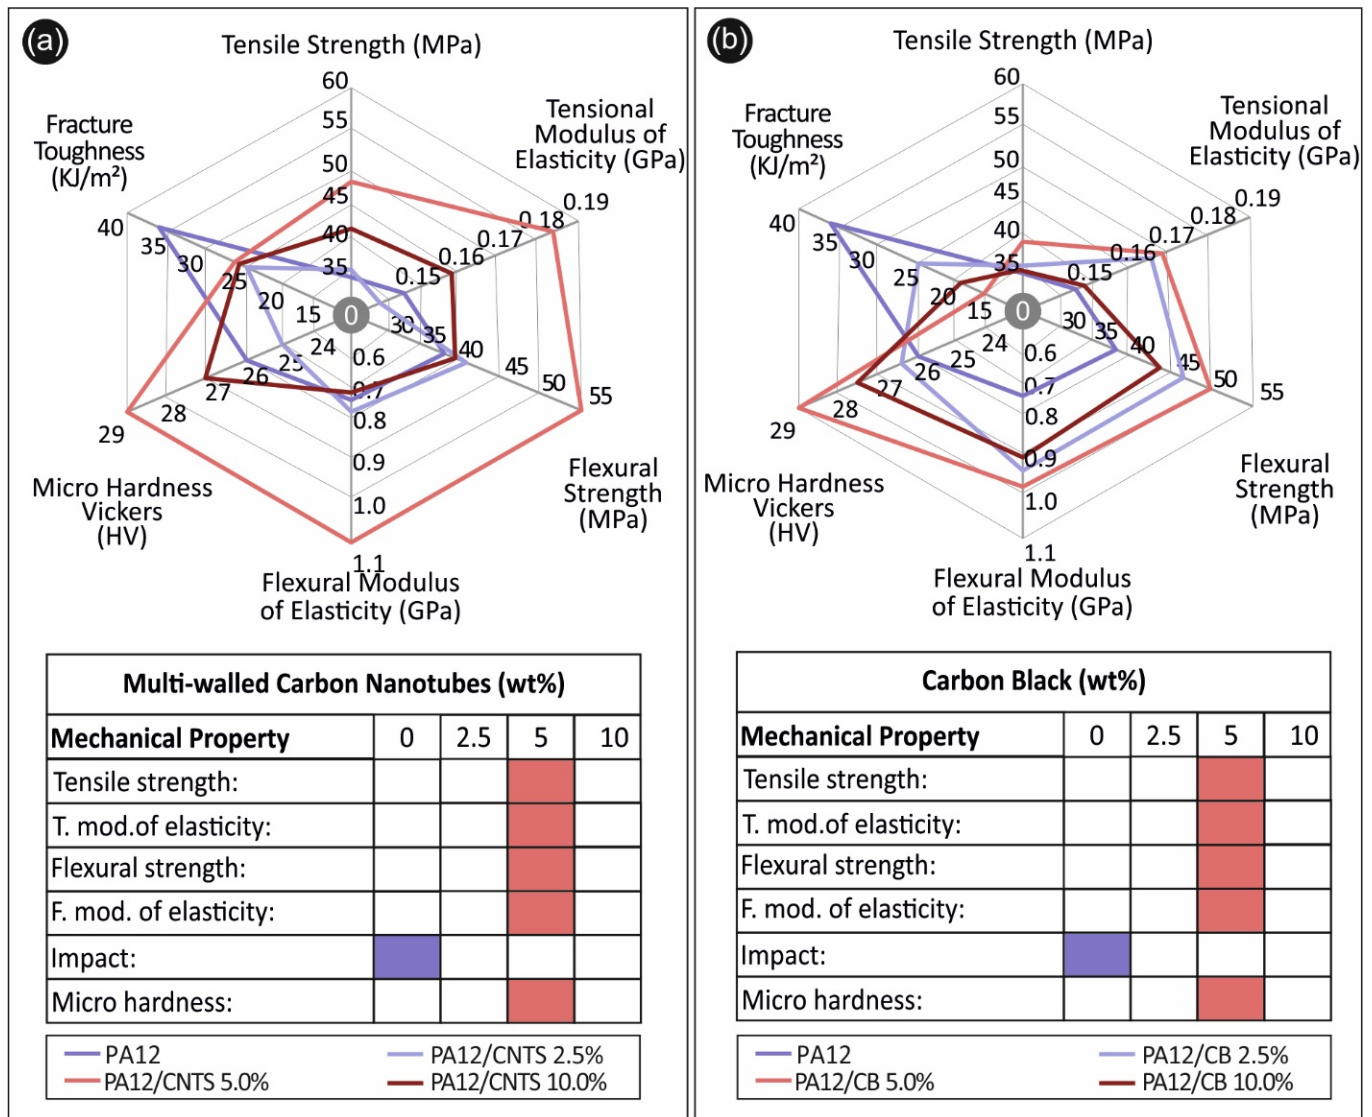 (a)
Tensile Strength (MPa)
60
55
50
45
40
35
Tensional
Modulus of
Elasticity (GPa)
0.19
0.18
0.17
0.16
0.15
Fracture
Toughness
(KJ/m²)
40
35
30
25
20
15
0
30
35
40
45
50
55
Flexural
Strength
(MPa)
24
25
26
27
28
29
Micro Hardness
Vickers
(HV)
0.6
0.7
0.8
0.9
1.0
1.1
Flexural Modulus
of Elasticity (GPa)
Multi-walled Carbon Nanotubes (wt%)
Mechanical Property 0 2.5 5 10
Tensile strength:
T. mod.of elasticity:
Flexural strength:
F. mod. of elasticity:
Impact:
Micro hardness:
PA12 PA12/CNTS 2.5%
PA12/CNTS 5.0% PA12/CNTS 10.0%
(b)
Tensile Strength (MPa)
60
55
50
45
40
35
Tensional
Modulus of
Elasticity (GPa)
0.19
0.18
0.17
0.16
0.15
Fracture
Toughness
(KJ/m²)
40
35
30
25
20
15
0
30
35
40
45
50
55
Flexural
Strength
(MPa)
24
25
26
27
28
29
Micro Hardness
Vickers
(HV)
0.6
0.7
0.8
0.9
1.0
1.1
Flexural Modulus
of Elasticity (GPa)
Carbon Black (wt%)
Mechanical Property 0 2.5 5 10
Tensile strength:
T. mod.of elasticity:
Flexural strength:
F. mod. of elasticity:
Impact:
Micro hardness:
PA12 PA12/CB 2.5%
PA12/CB 5.0% PA12/CB 10.0%